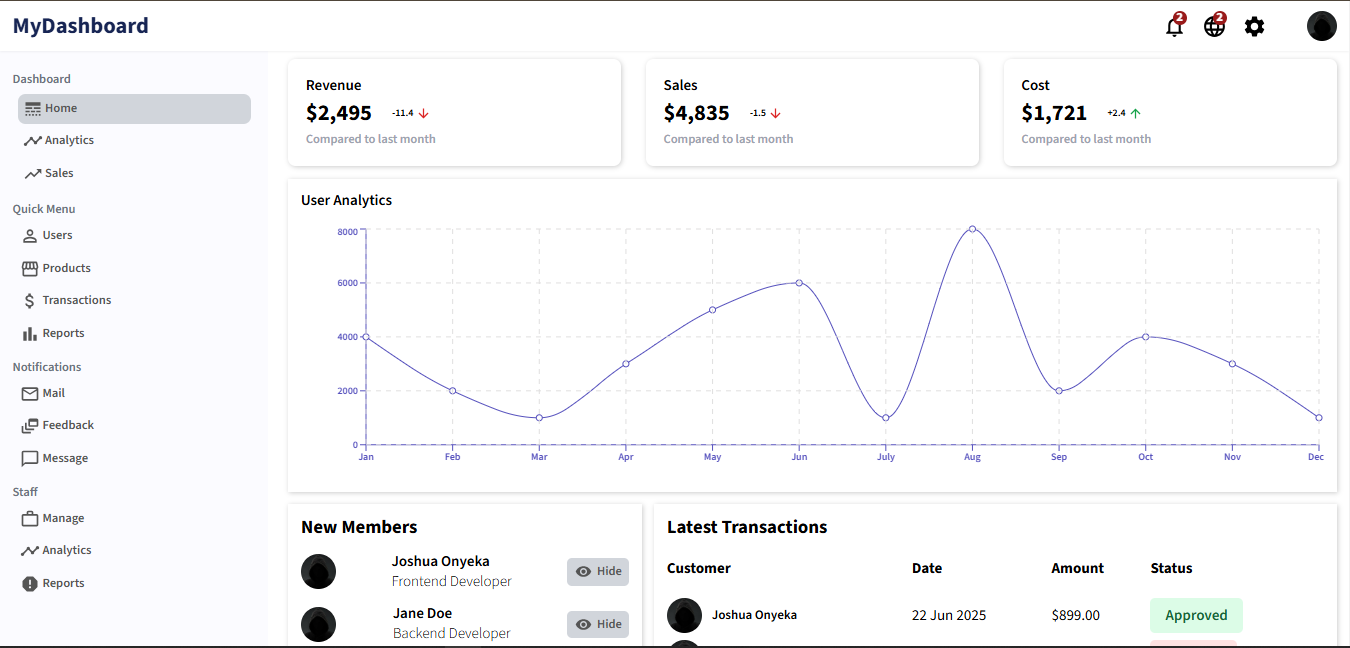 MyDashboard
2 2
Dashboard
Home
Analytics
Sales
Quick Menu
Users
Products
Transactions
Reports
Notifications
Mail
Feedback
Message
Staff
Manage
Analytics
Reports
Revenue
$2,495 -11.4
Compared to last month
Sales
$4,835 -1.5
Compared to last month
Cost
$1,721 +2.4
Compared to last month
User Analytics
8000
6000
4000
2000
0
Jan Feb Mar Apr May Jun July Aug Sep Oct Nov Dec
New Members
Joshua Onyeka
Frontend Developer
Hide
Jane Doe
Backend Developer
Hide
Latest Transactions
Customer Date Amount Status
Joshua Onyeka 22 Jun 2025 $899.00 Approved